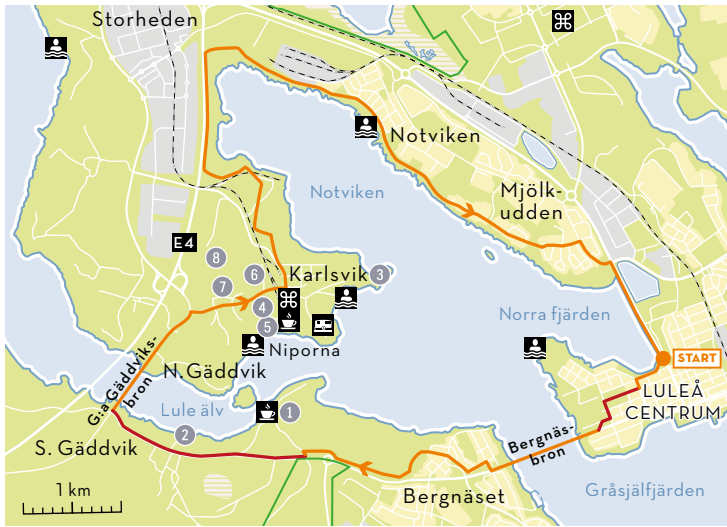 Storheden
Notviken
Notviken
Mjölk-
udden
E4
8
6
Karlsvik
3
7
4
5
Norra fjärden
Niporna
START
N. Gäddvik
G:a Gäddviks-
bron
LULEÅ
CENTRUM
Lule älv
1
2
S. Gäddvik
Bergnäs-
bron
1 km
Bergnäset
Gråsjälfjärden